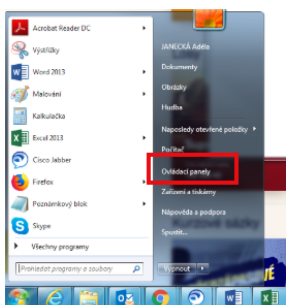 Acrobat Reader DC
Výstřižky
Word 2013
Malování
Kalkulačka
Excel 2013
Cisco Jabber
Firefox
Poznámkový blok
Skype
Všechny programy
Prohledat programy a soubory
JANECKÁ Adéla
Dokumenty
Obrázky
Hudba
Naposledy otevřené položky
Počítač
Ovládací panely
Zařízení a tiskárny
Nápověda a podpora
Spustit...
Vypnout